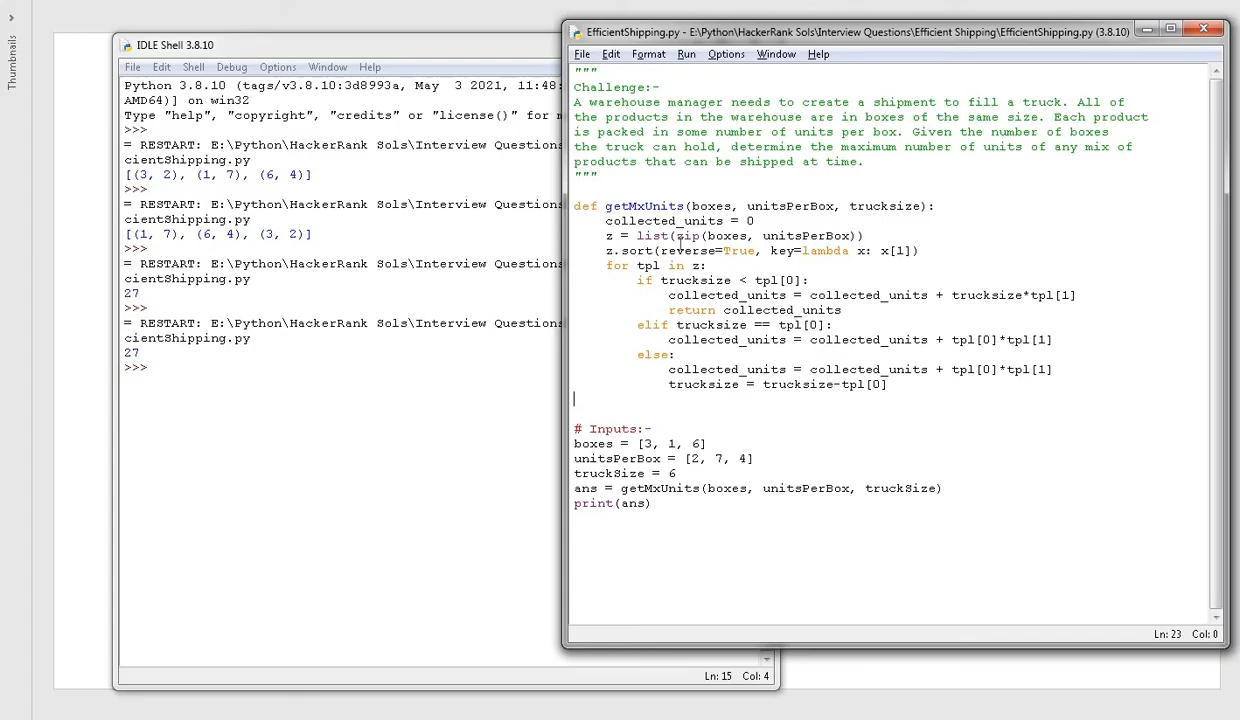 Thumbnails
IDLE Shell 3.8.10
File Edit Shell Debug Options Window Help
Python 3.8.10 (tags/v3.8.10:3d8993a, May 3 2021, 11:48:
AMD64)] on win32
Type "help", "copyright", "credits" or "license()" for m
>>>
= RESTART: E:\Python\HackerRank Sols\Interview Questions
cientShipping.py
[(3, 2), (1, 7), (6, 4)]
>>>
= RESTART: E:\Python\HackerRank Sols\Interview Questions
cientShipping.py
[(1, 7), (6, 4), (3, 2)]
>>>
= RESTART: E:\Python\HackerRank Sols\Interview Questions
cientShipping.py
27
>>>
= RESTART: E:\Python\HackerRank Sols\Interview Questions
cientShipping.py
27
>>>
Ln: 15 Col: 4
EfficientShipping.py - E:\Python\HackerRank Sols\Interview Questions\Efficient Shipping\EfficientShipping.py (3.8.10)
File Edit Format Run Options Window Help
"""
Challenge:-
A warehouse manager needs to create a shipment to fill a truck. All of
the products in the warehouse are in boxes of the same size. Each product
is packed in some number of units per box. Given the number of boxes
the truck can hold, determine the maximum number of units of any mix of
products that can be shipped at time.
"""
def getMxUnits(boxes, unitsPerBox, trucksize):
collected_units = 0
z = list(zip(boxes, unitsPerBox))
z.sort(reverse=True, key=lambda x: x[1])
for tpl in z:
if trucksize < tpl[0]:
collected_units = collected_units + trucksize*tpl[1]
return collected_units
elif trucksize == tpl[0]:
collected_units = collected_units + tpl[0]*tpl[1]
else:
collected_units = collected_units + tpl[0]*tpl[1]
trucksize = trucksize-tpl[0]
# Inputs:-
boxes = [3, 1, 6]
unitsPerBox = [2, 7, 4]
truckSize = 6
ans = getMxUnits(boxes, unitsPerBox, truckSize)
print(ans)
Ln: 23 Col: 0